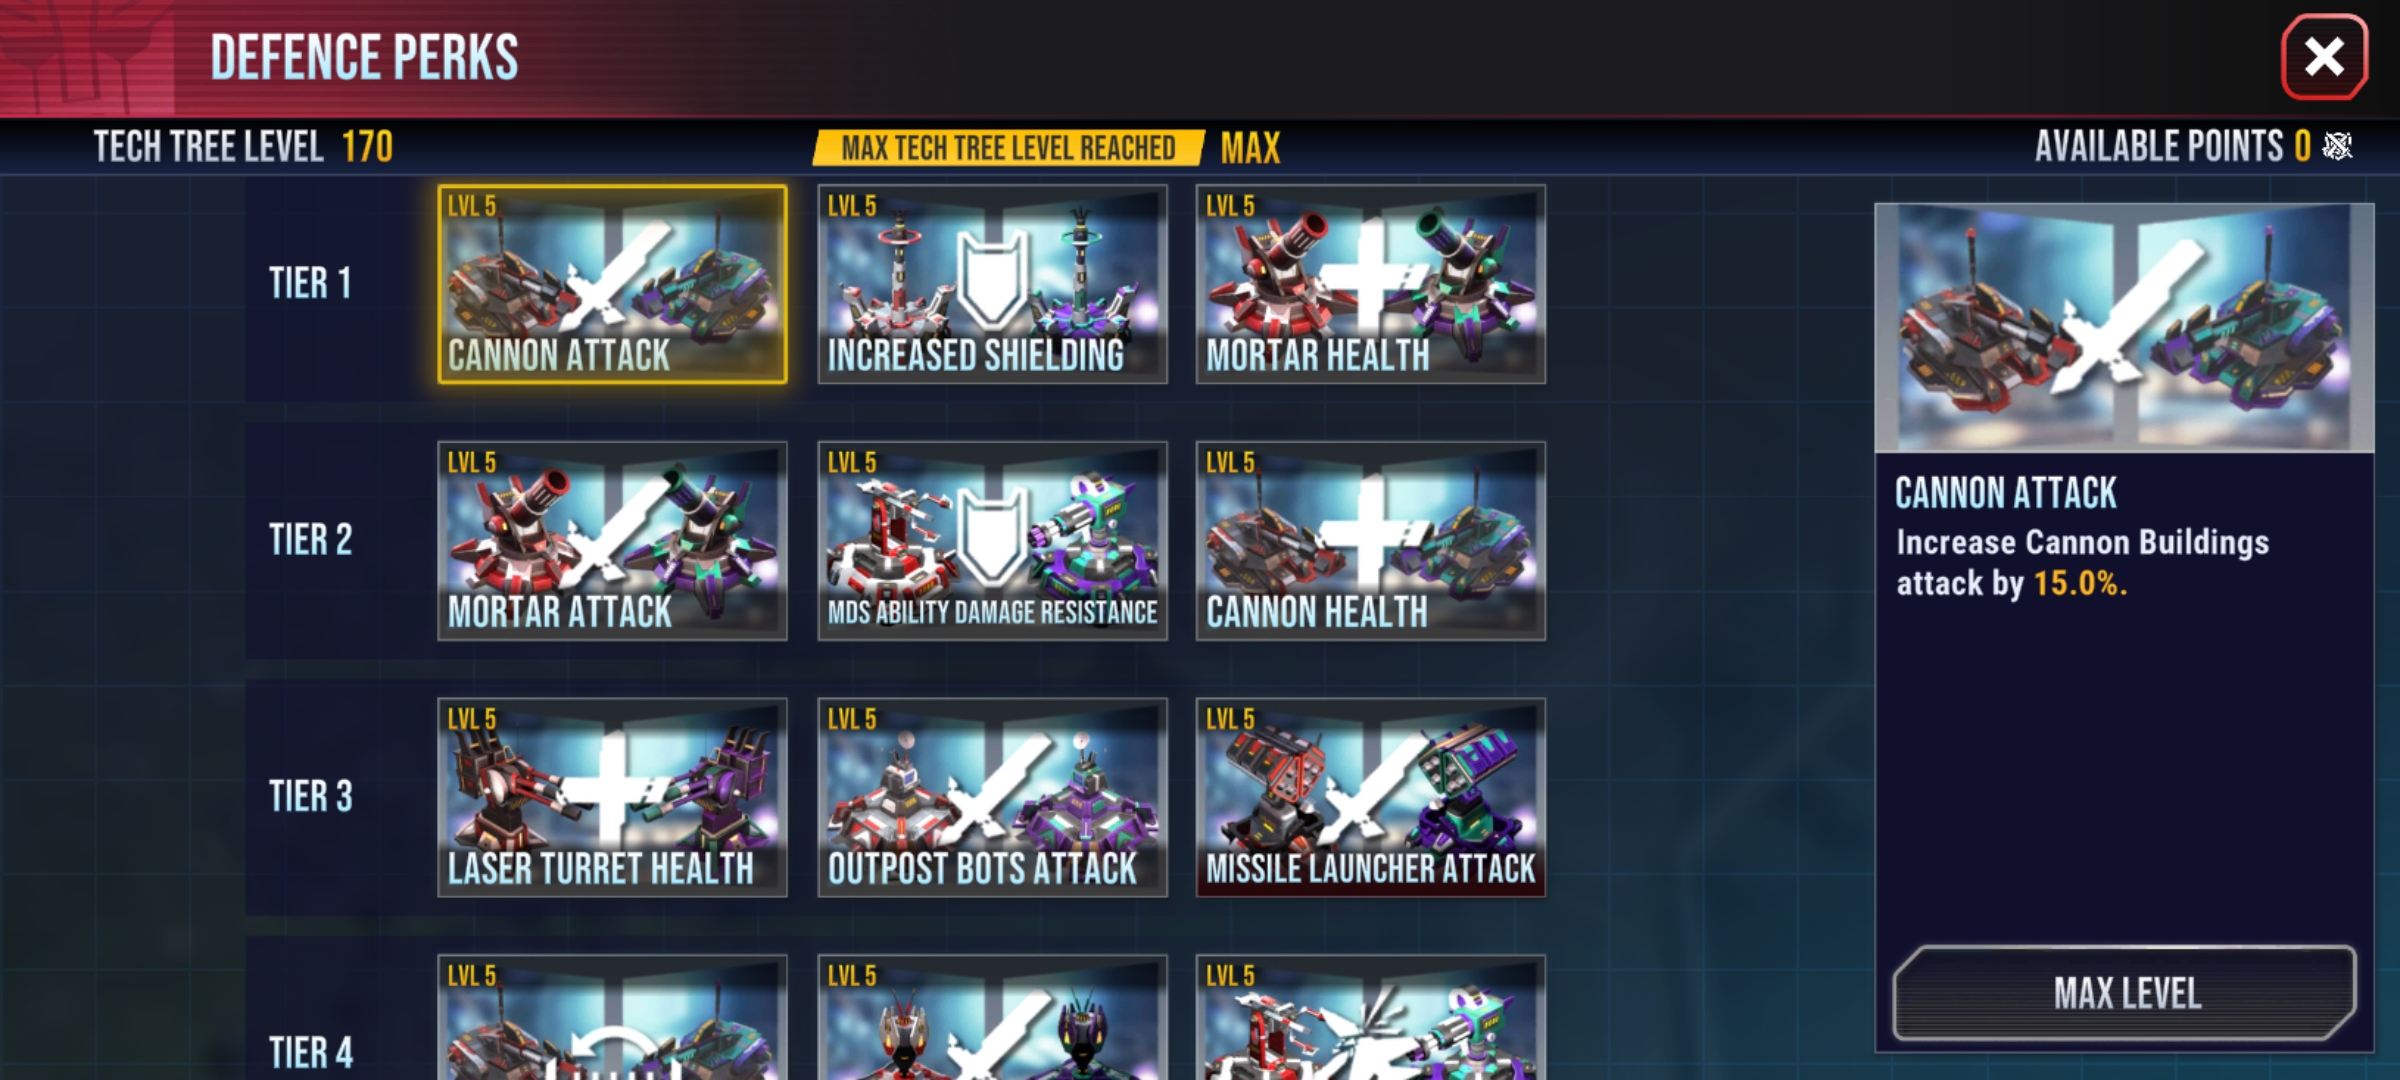 DEFENCE PERKS
TECH TREE LEVEL 170
MAX TECH TREE LEVEL REACHED MAX
AVAILABLE POINTS 0
TIER 1
LVL 5
CANNON ATTACK
LVL 5
INCREASED SHIELDING
LVL 5
MORTAR HEALTH
TIER 2
LVL 5
MORTAR ATTACK
LVL 5
MDS ABILITY DAMAGE RESISTANCE
LVL 5
CANNON HEALTH
TIER 3
LVL 5
LASER TURRET HEALTH
LVL 5
OUTPOST BOTS ATTACK
LVL 5
MISSILE LAUNCHER ATTACK
TIER 4
LVL 5
LVL 5
LVL 5
CANNON ATTACK
Increase Cannon Buildings
attack by 15.0%.
MAX LEVEL